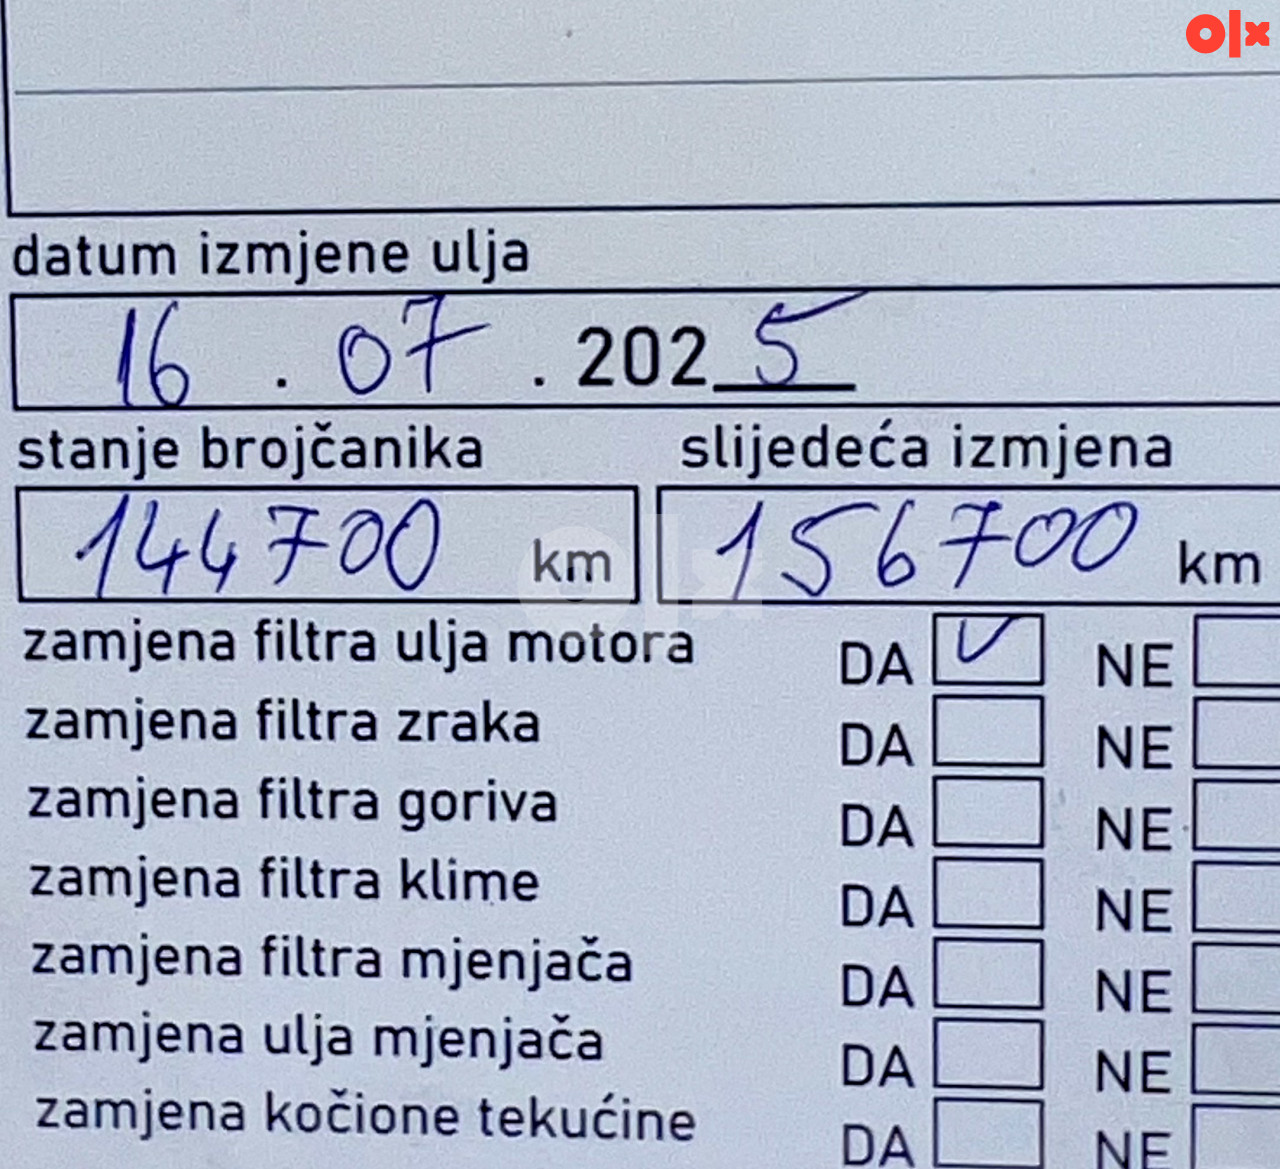 olx
datum izmjene ulja
16 . 07 . 2025
stanje brojčanika slijedeća izmjena
144700 km 156700 km
olx
zamjena filtra ulja motora DA ✓ NE
zamjena filtra zraka DA NE
zamjena filtra goriva DA NE
zamjena filtra klime DA NE
zamjena filtra mjenjača DA NE
zamjena ulja mjenjača DA NE
zamjena kočione tekućine DA NE